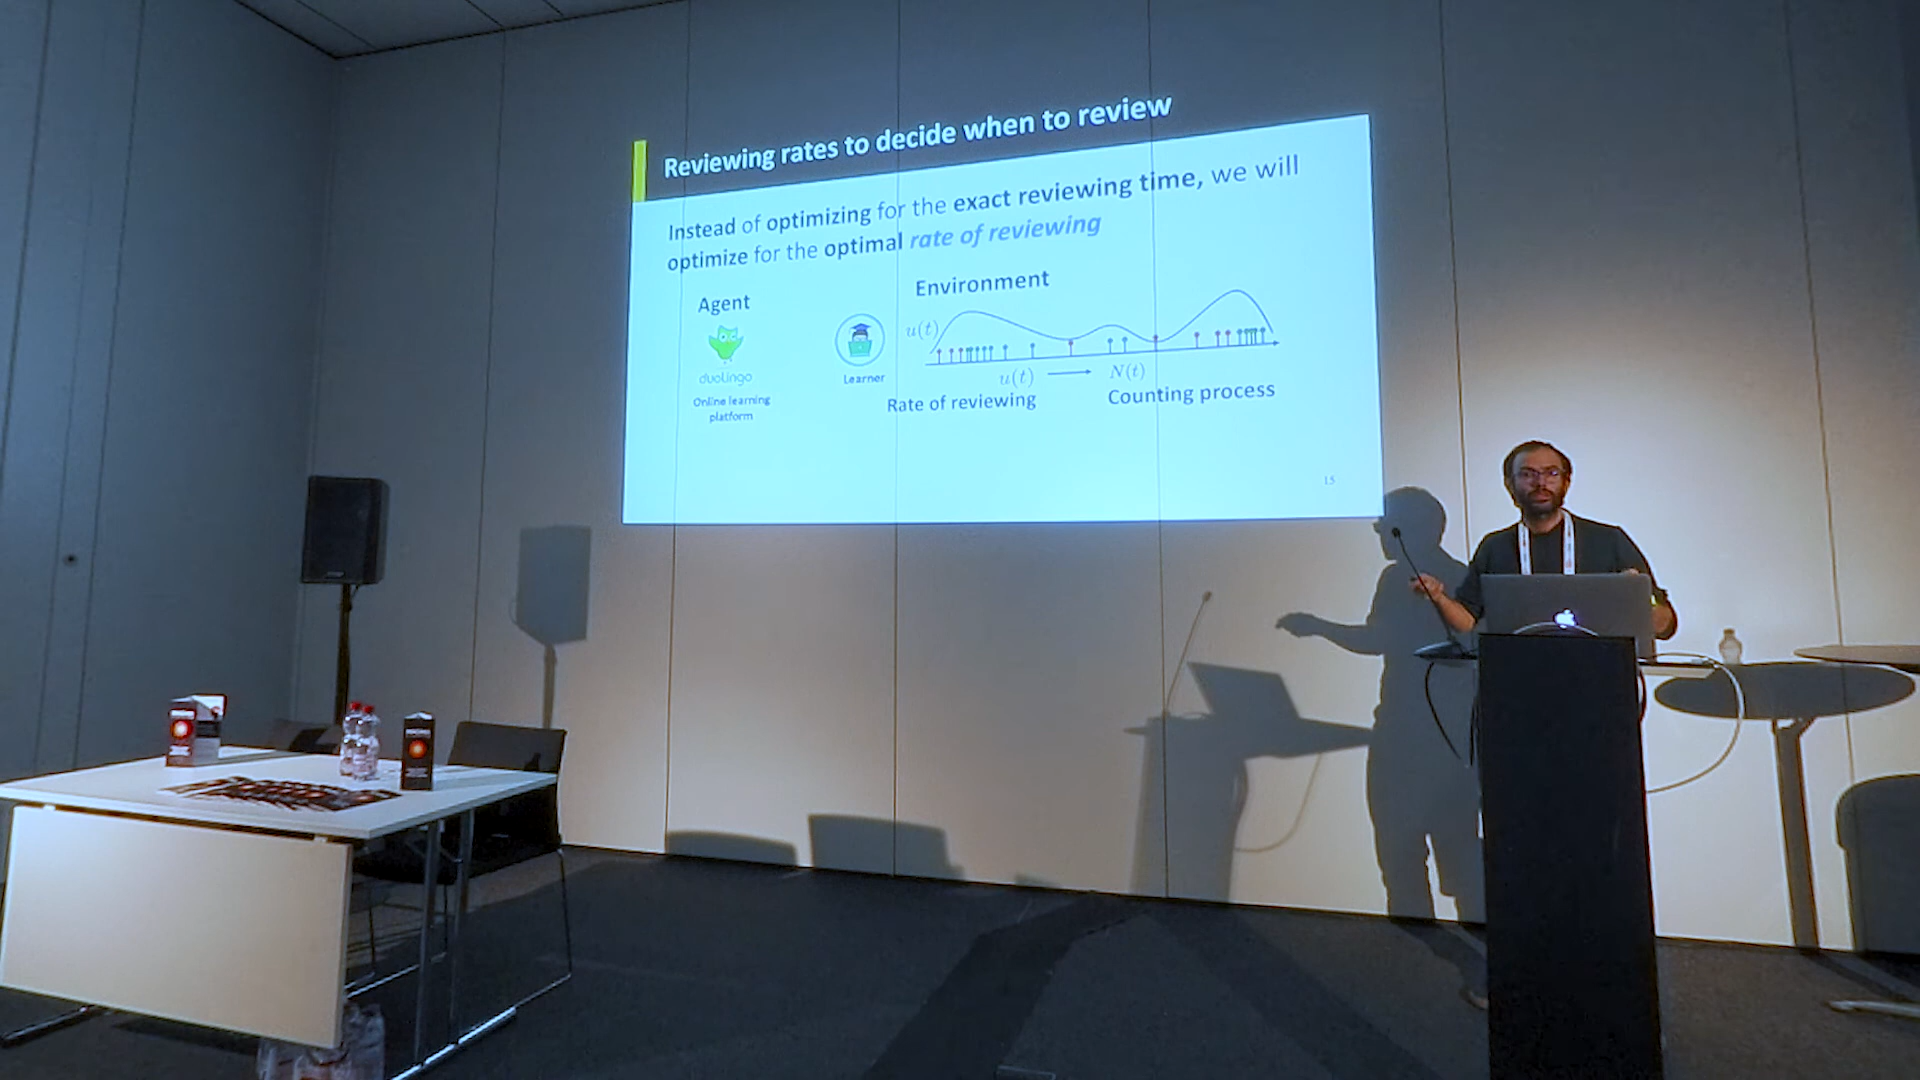 Reviewing rates to decide when to review
Instead of optimizing for the exact reviewing time, we will
optimize for the optimal rate of reviewing
Agent
Environment
duolingo
Online learning
platform
Learner
u(t)
u(t) → N(t)
Rate of reviewing
Counting process
15